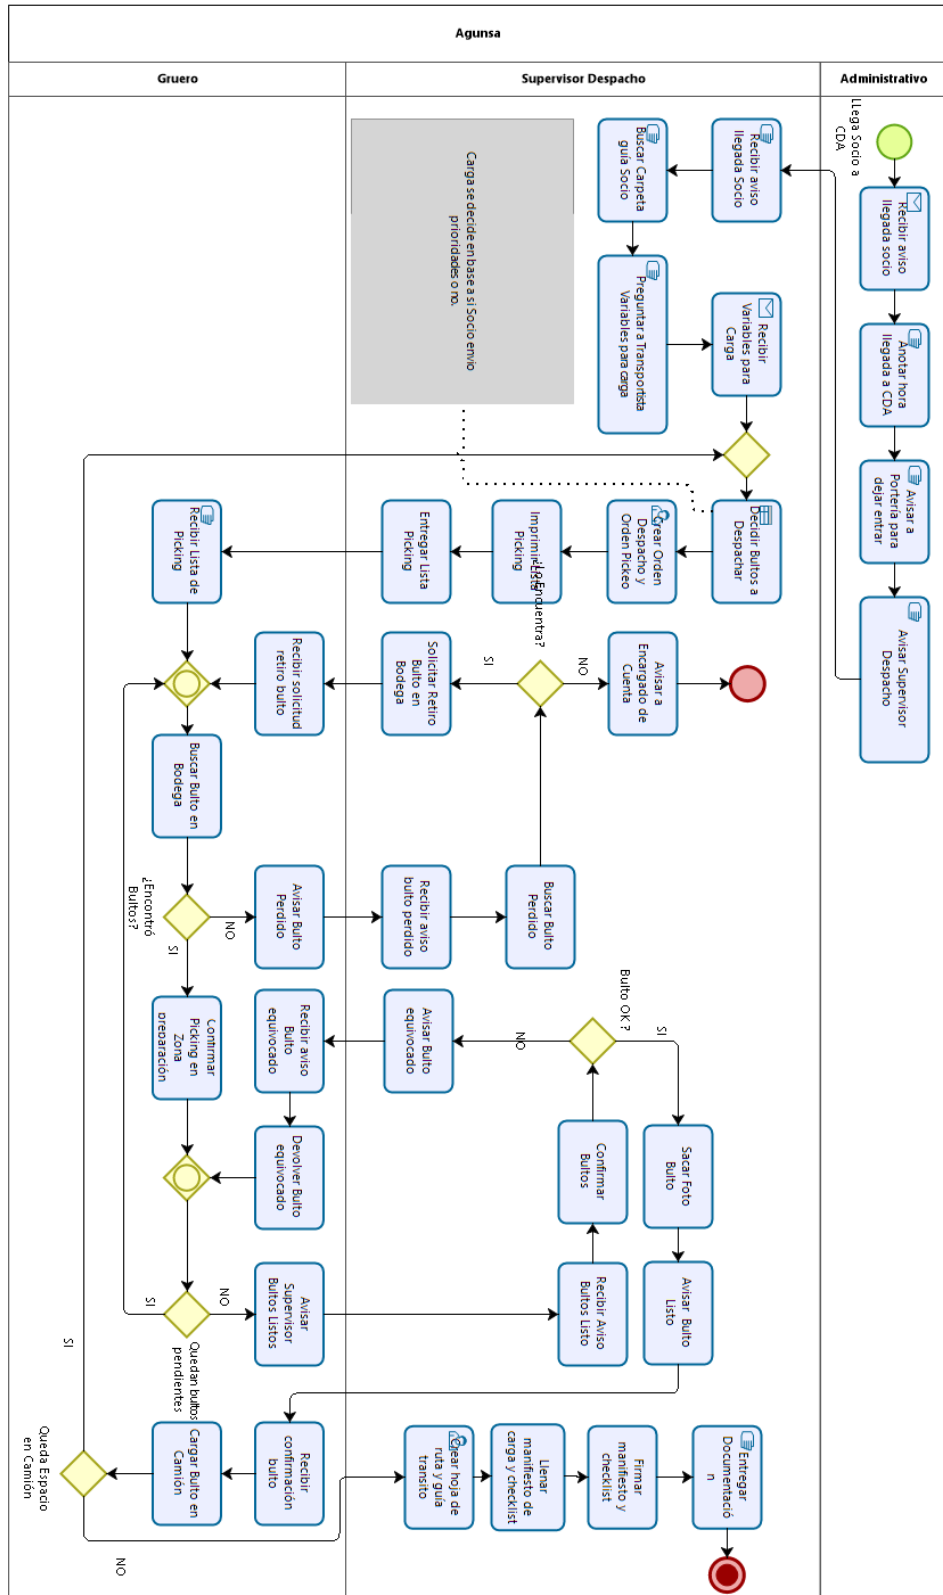 Agunsa
Gruero
Supervisor Despacho
Administrativo
LLega Socio a
CDA
Recibir aviso
llegada socio
Anotar hora
llegada a CDA
Avisar a
Portería para
dejar entrar
Avisar Supervisor
Despacho
Recibir aviso
llegada Socio
Buscar Carpeta
guía Socio
Preguntar a Transportista
Variables para carga
Recibir
Variables para
Carga
Carga se decide en base a si Socio envio
prioridades o no.
Decidir Bultos a
Despachar
Crear Orden
Despacho y
Orden Pickeo
Imprimir Lista
Picking
Entregar Lista
Picking
Recibir Lista de
Picking
¿Lo Encuentra?
NO
SI
Avisar a
Encargado de
Cuenta
Solicitar Retiro
Bulto en
Bodega
Recibir solicitud
retiro bulto
Buscar Bulto en
Bodega
¿Encontró
Bultos?
NO
SI
Avisar Bulto
Perdido
Recibir aviso
bulto perdido
Buscar Bulto
Perdido
Confirmar
Picking en
Zona
preparación
Bulto OK ?
SI
NO
Avisar Bulto
equivocado
Recibir aviso
Bulto
equivocado
Devolver Bulto
equivocado
Confirmar
Bultos
Sacar Foto
Bulto
Avisar Bulto
Listo
Recibir Aviso
Bultos Listo
Avisar
Supervisor
Bultos Listos
NO
SI
Quedan bultos
pendientes
Recibir
confirmación
bulto
Cargar Bulto en
Camión
Queda Espacio
en Camión
SI
NO
Crear hoja de
ruta y guía
transito
Llenar
manifiesto de
carga y checklist
Firmar
manifiesto y
checklist
Entregar
Documentació
n